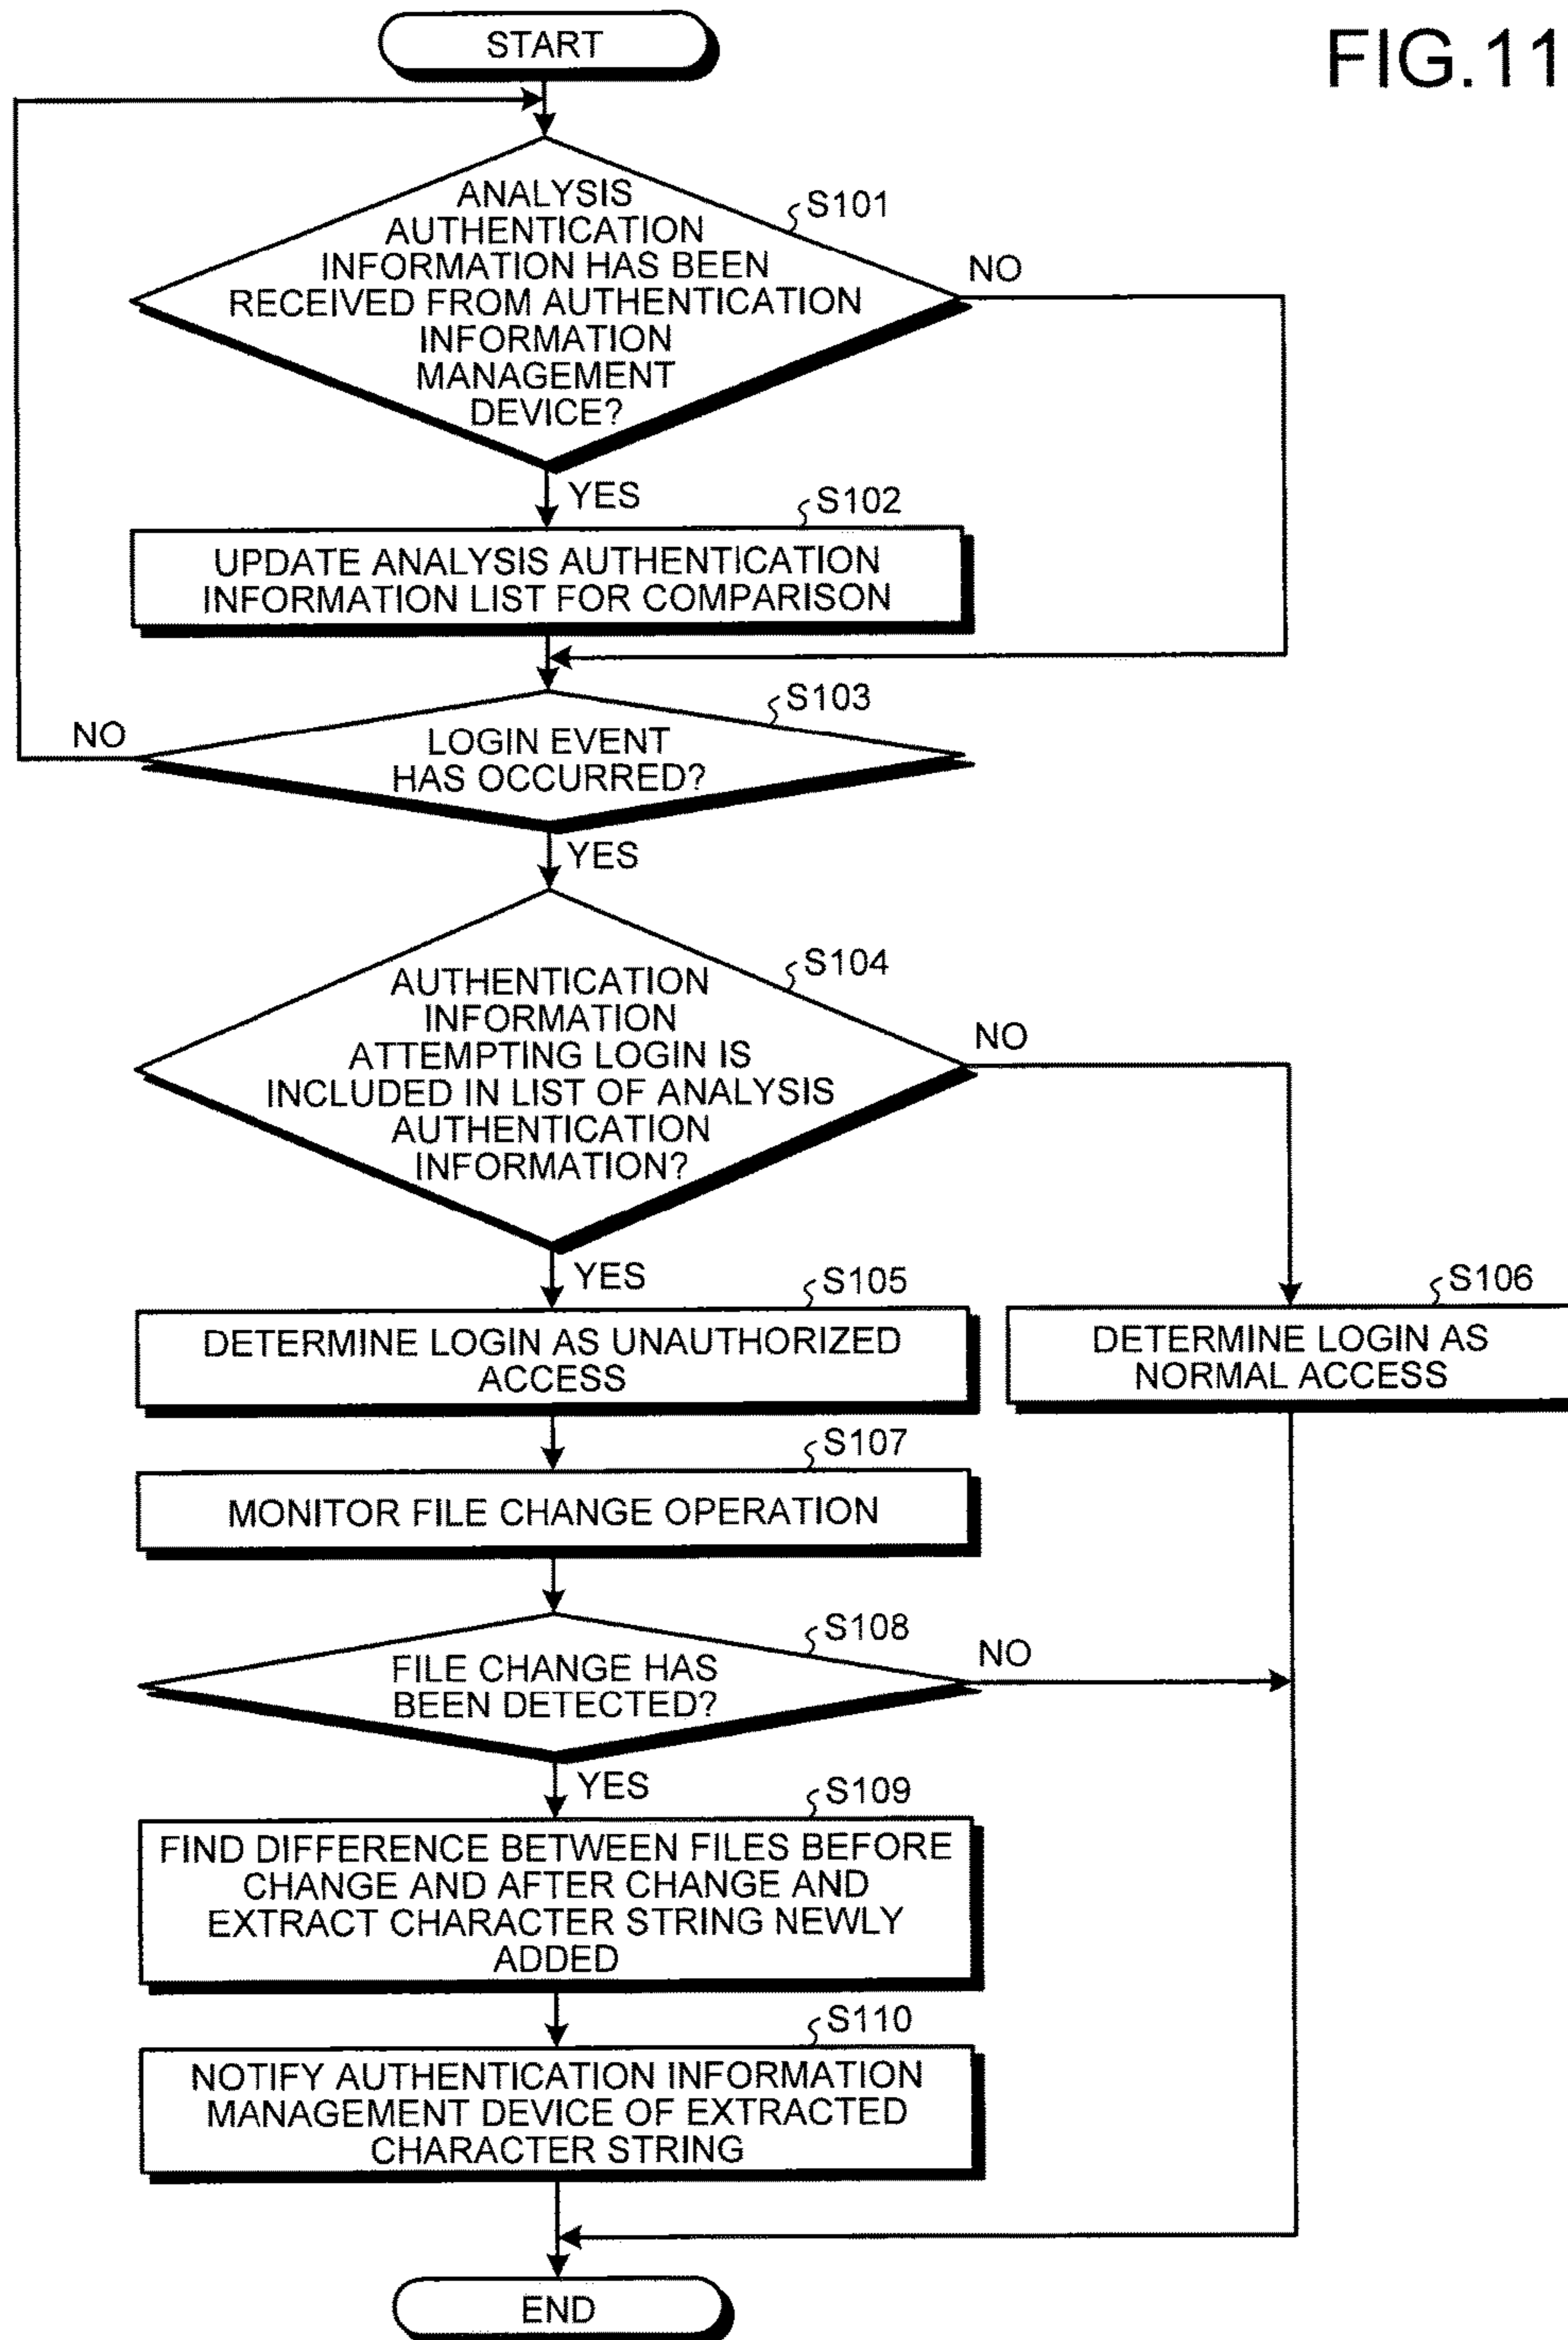 FIG.11
START
ANALYSIS
AUTHENTICATION
INFORMATION HAS BEEN
RECEIVED FROM AUTHENTICATION
INFORMATION
MANAGEMENT
DEVICE?
S101
NO
YES
S102
UPDATE ANALYSIS AUTHENTICATION
INFORMATION LIST FOR COMPARISON
S103
NO
LOGIN EVENT
HAS OCCURRED?
YES
S104
AUTHENTICATION
INFORMATION
ATTEMPTING LOGIN IS
INCLUDED IN LIST OF ANALYSIS
AUTHENTICATION
INFORMATION?
NO
YES
S105
DETERMINE LOGIN AS UNAUTHORIZED
ACCESS
S106
DETERMINE LOGIN AS
NORMAL ACCESS
S107
MONITOR FILE CHANGE OPERATION
S108
FILE CHANGE HAS
BEEN DETECTED?
NO
YES
S109
FIND DIFFERENCE BETWEEN FILES BEFORE
CHANGE AND AFTER CHANGE AND
EXTRACT CHARACTER STRING NEWLY
ADDED
S110
NOTIFY AUTHENTICATION INFORMATION
MANAGEMENT DEVICE OF EXTRACTED
CHARACTER STRING
END